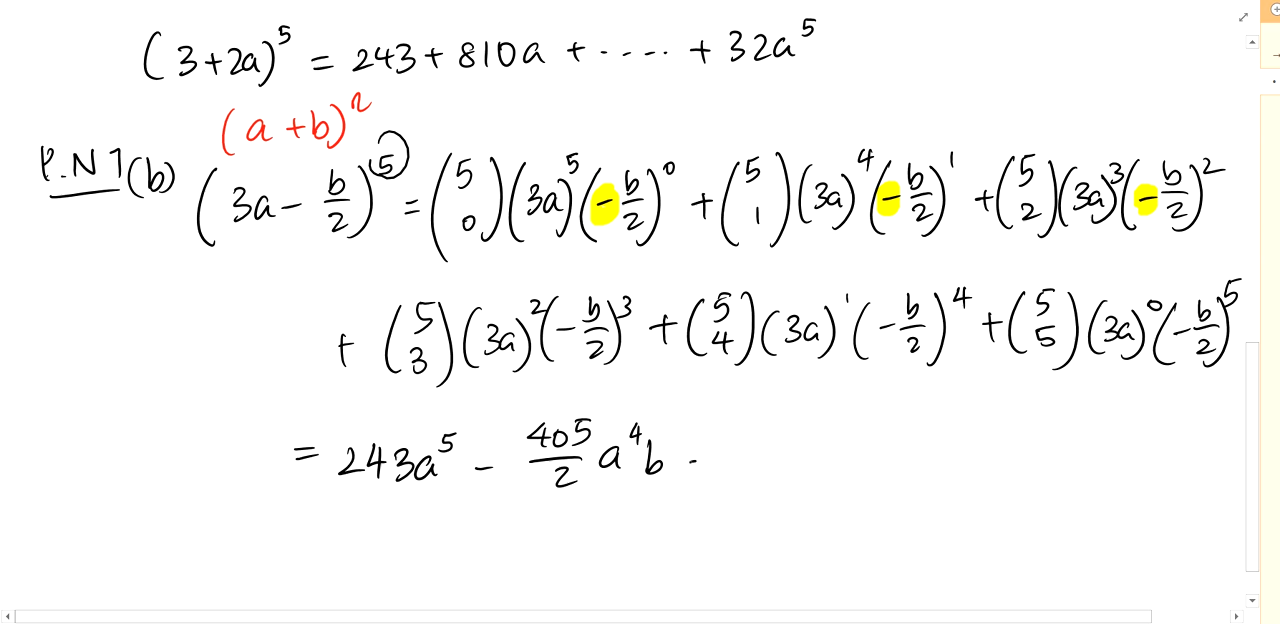 (3+2a)^5 = 243 + 810a + ..... + 32a^5
(a+b)^2
P.N 7 (b) (3a - b/2)^5 = (5 0)(3a)^5(-b/2)^0 + (5 1)(3a)^4(-b/2)^1 + (5 2)(3a)^3(-b/2)^2
+ (5 3)(3a)^2(-b/2)^3 + (5 4)(3a)^1(-b/2)^4 + (5 5)(3a)^0(-b/2)^5
= 243a^5 - 405/2 a^4b -